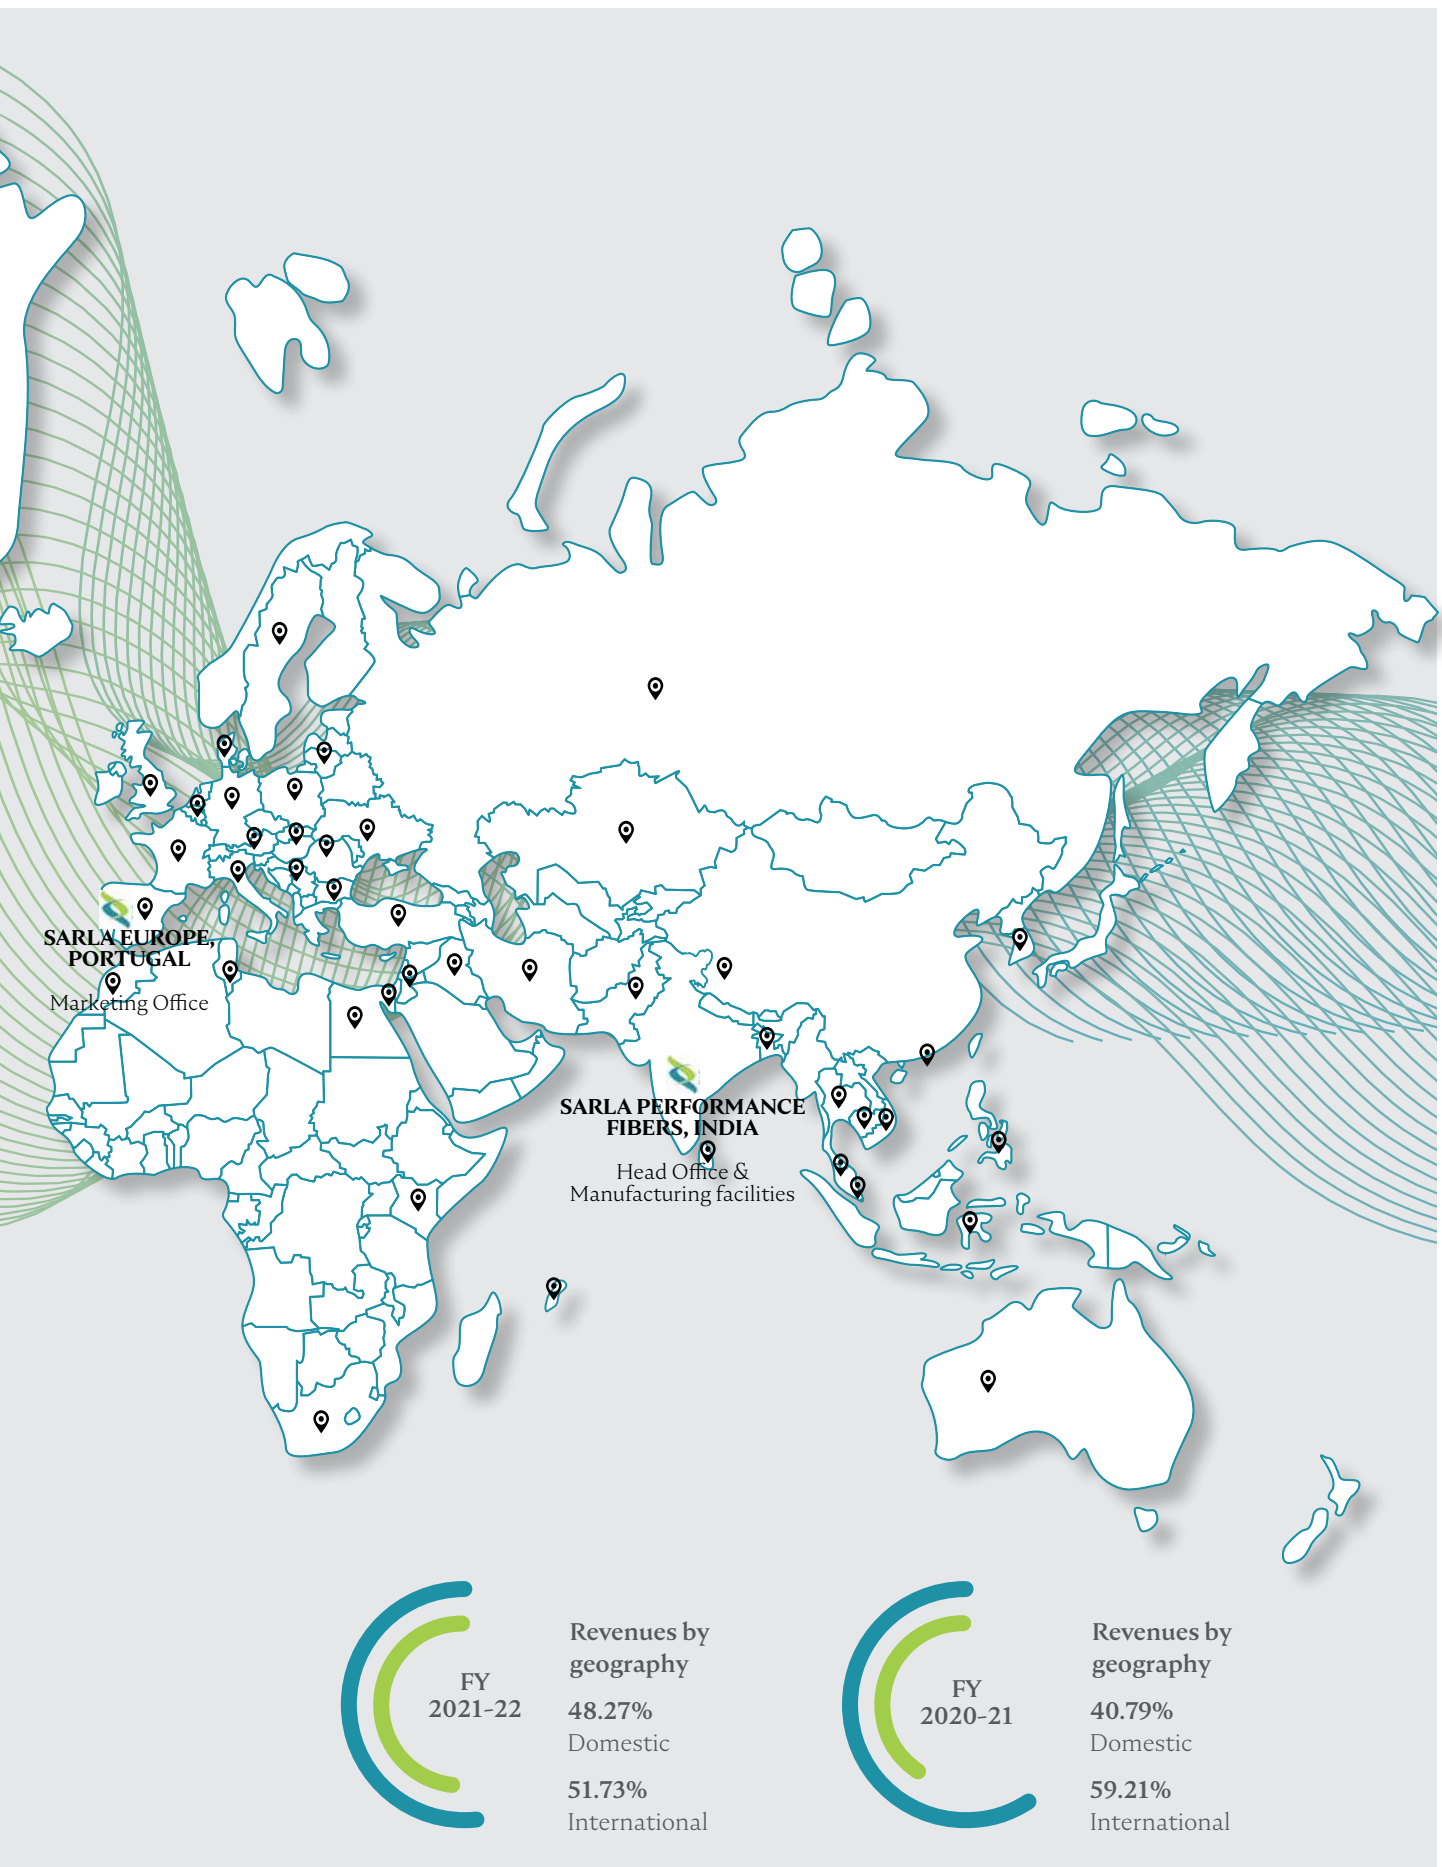 SARLA EUROPE,
PORTUGAL
Marketing Office
SARLA PERFORMANCE
FIBERS, INDIA
Head Office &
Manufacturing facilities
FY
2021-22
Revenues by
geography
48.27%
Domestic
51.73%
International
FY
2020-21
Revenues by
geography
40.79%
Domestic
59.21%
International